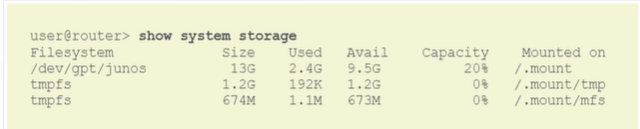 user@router> show system storage
Filesystem Size Used Avail Capacity Mounted on
/dev/gpt/junos 13G 2.4G 9.5G 20% /.mount
tmpfs 1.2G 192K 1.2G 0% /.mount/tmp
tmpfs 674M 1.1M 673M 0% /.mount/mfs